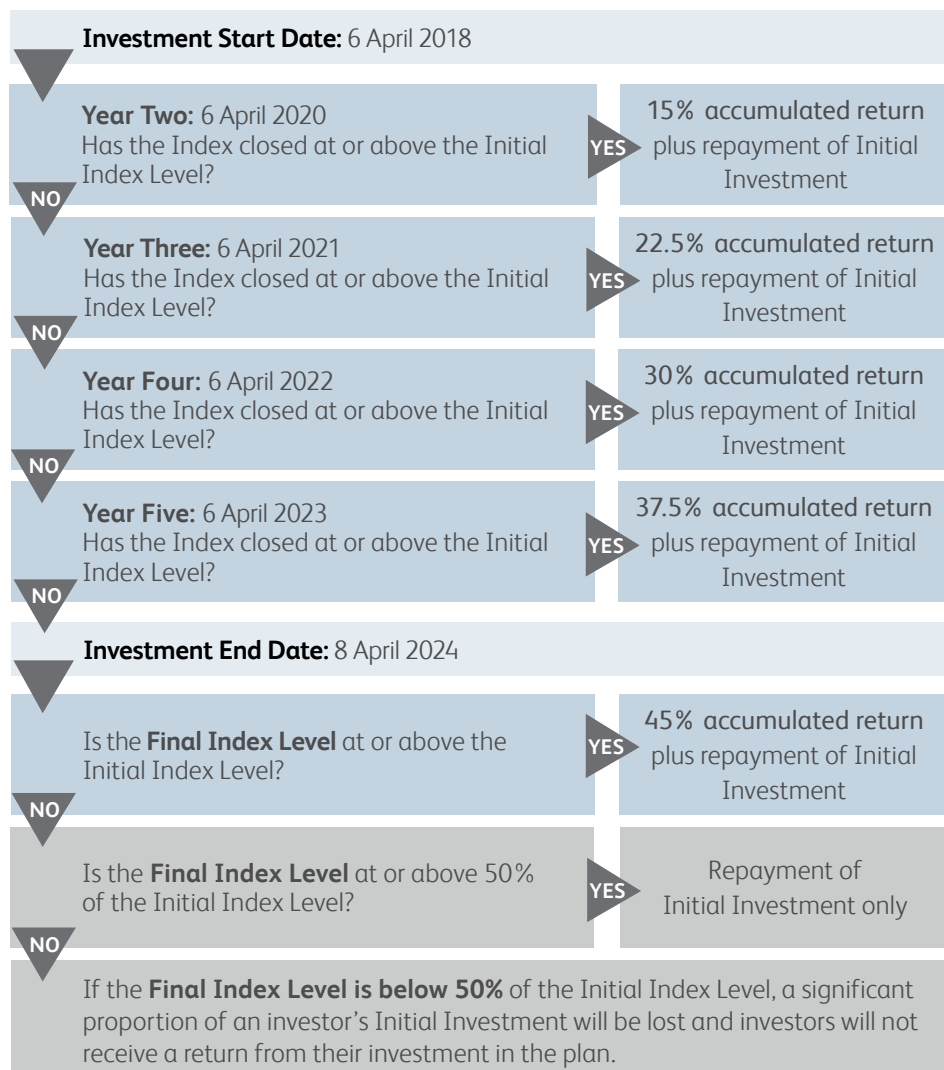 Investment Start Date: 6 April 2018
Year Two: 6 April 2020
Has the Index closed at or above the Initial
Index Level?
YES
15% accumulated return
plus repayment of Initial
Investment
NO
Year Three: 6 April 2021
Has the Index closed at or above the Initial
Index Level?
YES
22.5% accumulated return
plus repayment of Initial
Investment
NO
Year Four: 6 April 2022
Has the Index closed at or above the Initial
Index Level?
YES
30% accumulated return
plus repayment of Initial
Investment
NO
Year Five: 6 April 2023
Has the Index closed at or above the Initial
Index Level?
YES
37.5% accumulated return
plus repayment of Initial
Investment
NO
Investment End Date: 8 April 2024
Is the Final Index Level at or above the
Initial Index Level?
YES
45% accumulated return
plus repayment of Initial
Investment
NO
Is the Final Index Level at or above 50%
of the Initial Index Level?
YES
Repayment of
Initial Investment only
NO
If the Final Index Level is below 50% of the Initial Index Level, a significant
proportion of an investor’s Initial Investment will be lost and investors will not
receive a return from their investment in the plan.